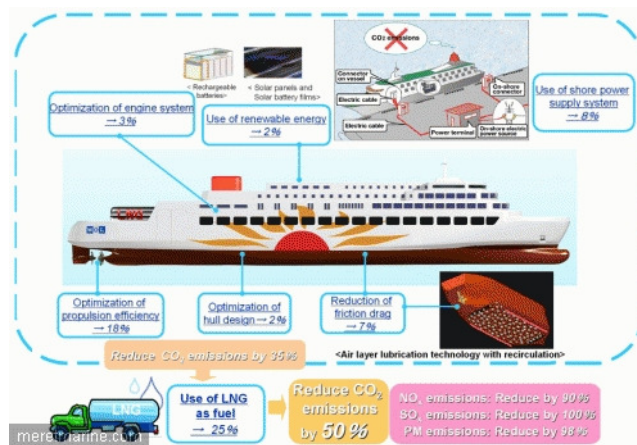 CO2 emissions
< Rechargeable
batteries>
< Solar panels and
Solar battery films>
Connector
on vessel
Electric cable
Electric cable
On-shore
connector
Power terminal
On-shore electric
power source
Optimization of engine system
→ 3%
Use of renewable energy
→ 2%
Use of shore power
supply system
→ 8%
LNG
MOL
Optimization of
propulsion efficiency
→ 18%
Optimization of
hull design → 2%
Reduction of
friction drag
→ 7%
<Air layer lubrication technology with recirculation>
Reduce CO2 emissions by 35%
LNG
Use of LNG
as fuel
→ 25%
Reduce CO2
emissions
by 50%
NOx emissions: Reduce by 90%
SOx emissions: Reduce by 100%
PM emissions: Reduce by 98%
meretmarine.com